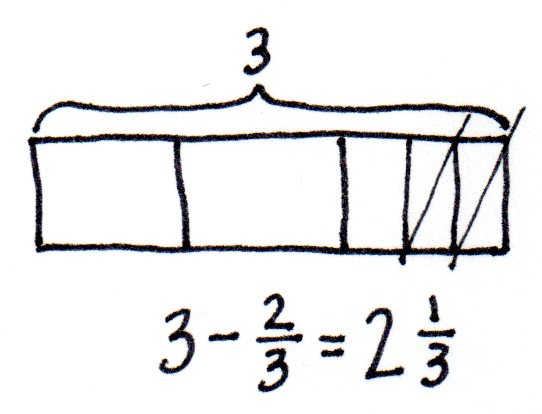 3
3 - 2/3 = 2 1/3